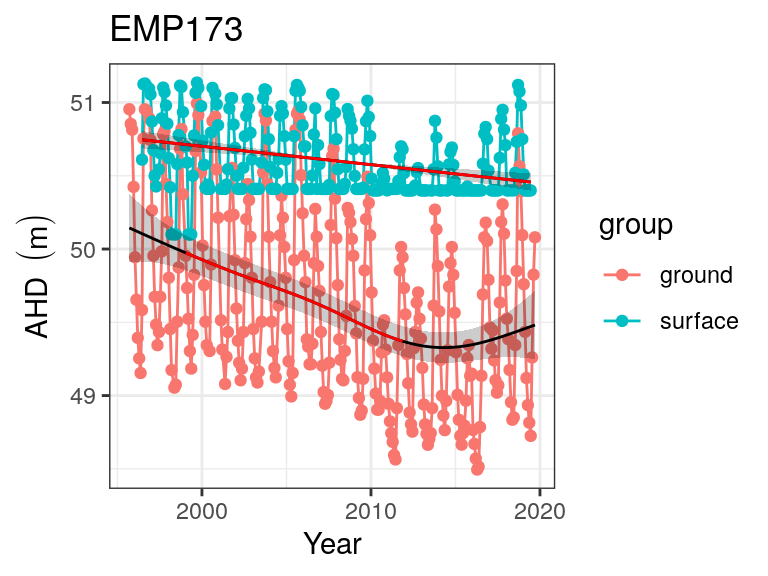 EMP173
51
50
49
AHD (m)
2000 2010 2020
Year
group
ground
surface